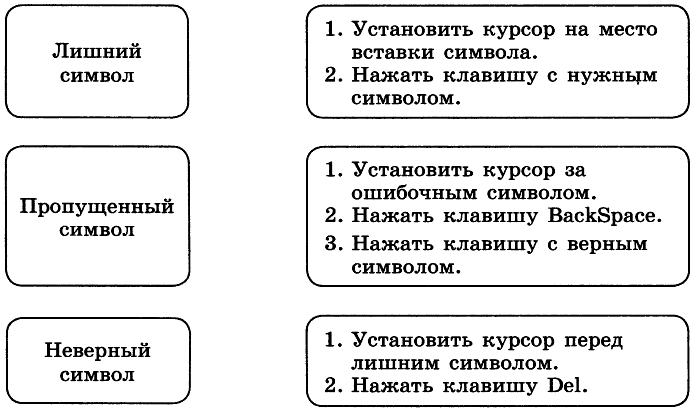 Лишний
символ
1. Установить курсор на место
вставки символа.
2. Нажать клавишу с нужным
символом.
Пропущенный
символ
1. Установить курсор за
ошибочным символом.
2. Нажать клавишу BackSpace.
3. Нажать клавишу с верным
символом.
Неверный
символ
1. Установить курсор перед
лишним символом.
2. Нажать клавишу Del.